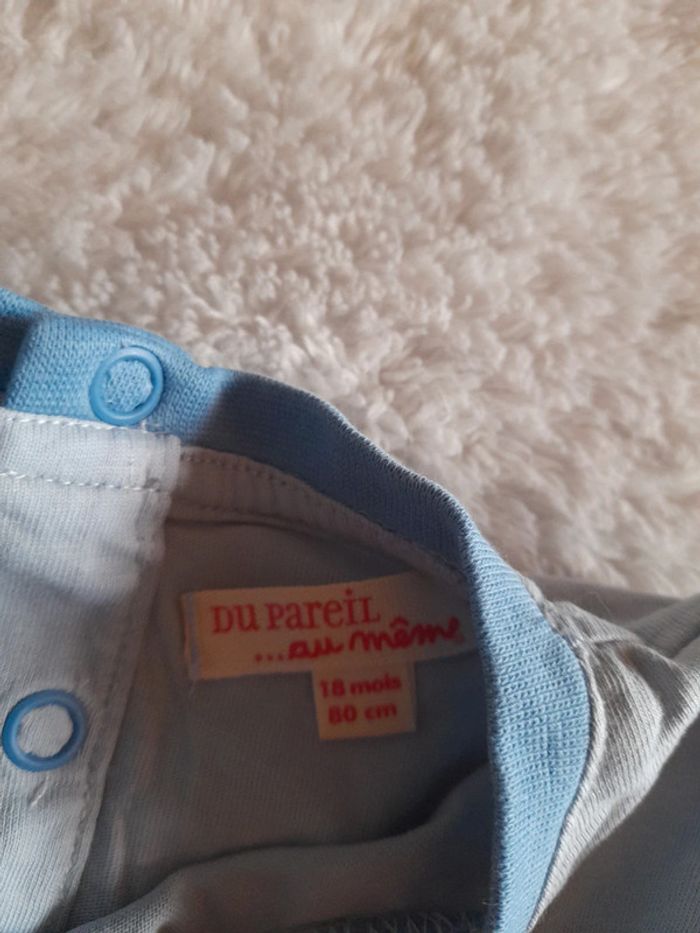 DU PAREIL
...au même
18 mois
80 cm